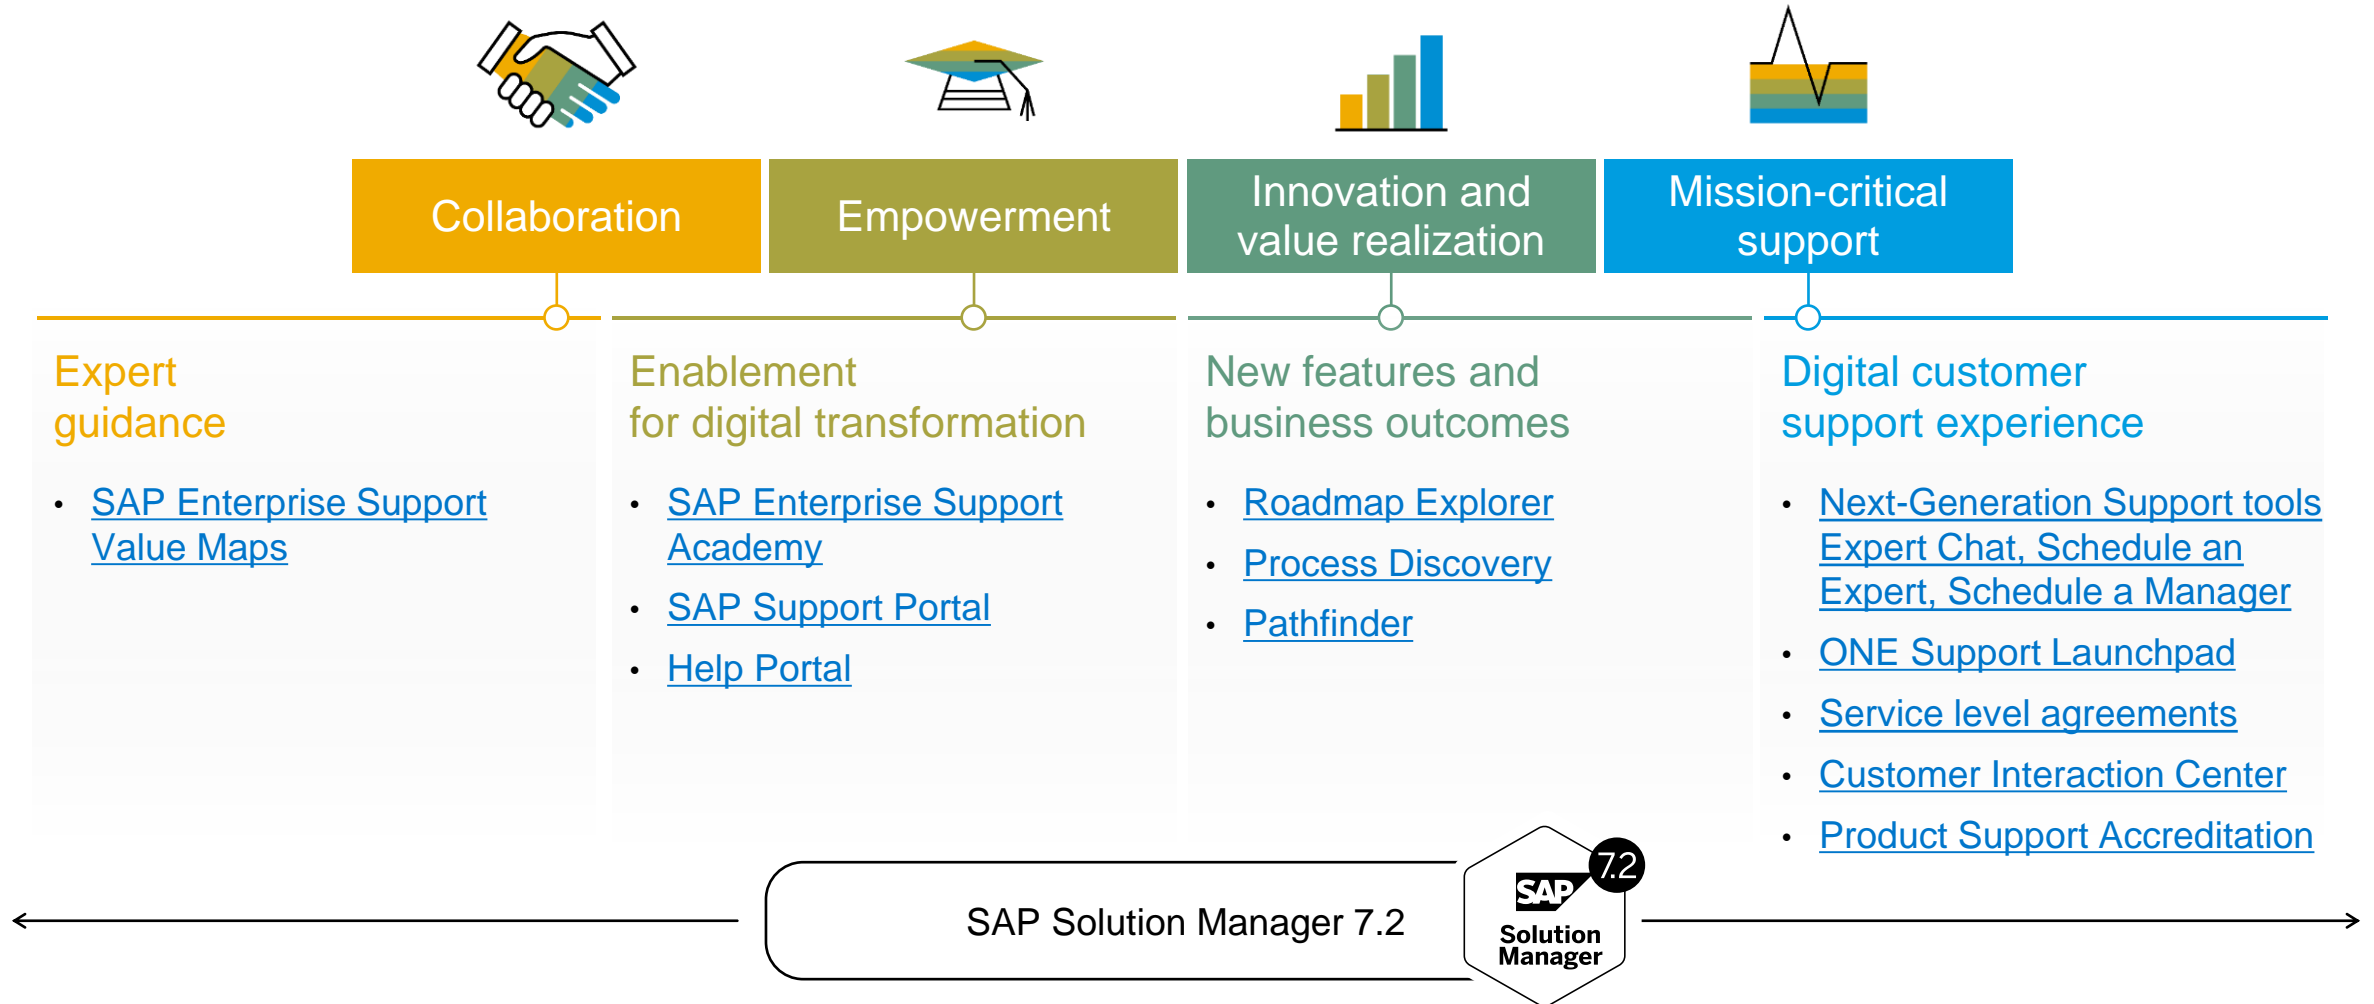 Collaboration
Empowerment
Innovation and
value realization
Mission-critical
support
Expert
guidance
• SAP Enterprise Support
Value Maps
Enablement
for digital transformation
• SAP Enterprise Support
Academy
• SAP Support Portal
• Help Portal
New features and
business outcomes
• Roadmap Explorer
• Process Discovery
• Pathfinder
Digital customer
support experience
• Next-Generation Support tools
Expert Chat, Schedule an
Expert, Schedule a Manager
• ONE Support Launchpad
• Service level agreements
• Customer Interaction Center
• Product Support Accreditation
SAP Solution Manager 7.2
7.2
SAP
Solution
Manager